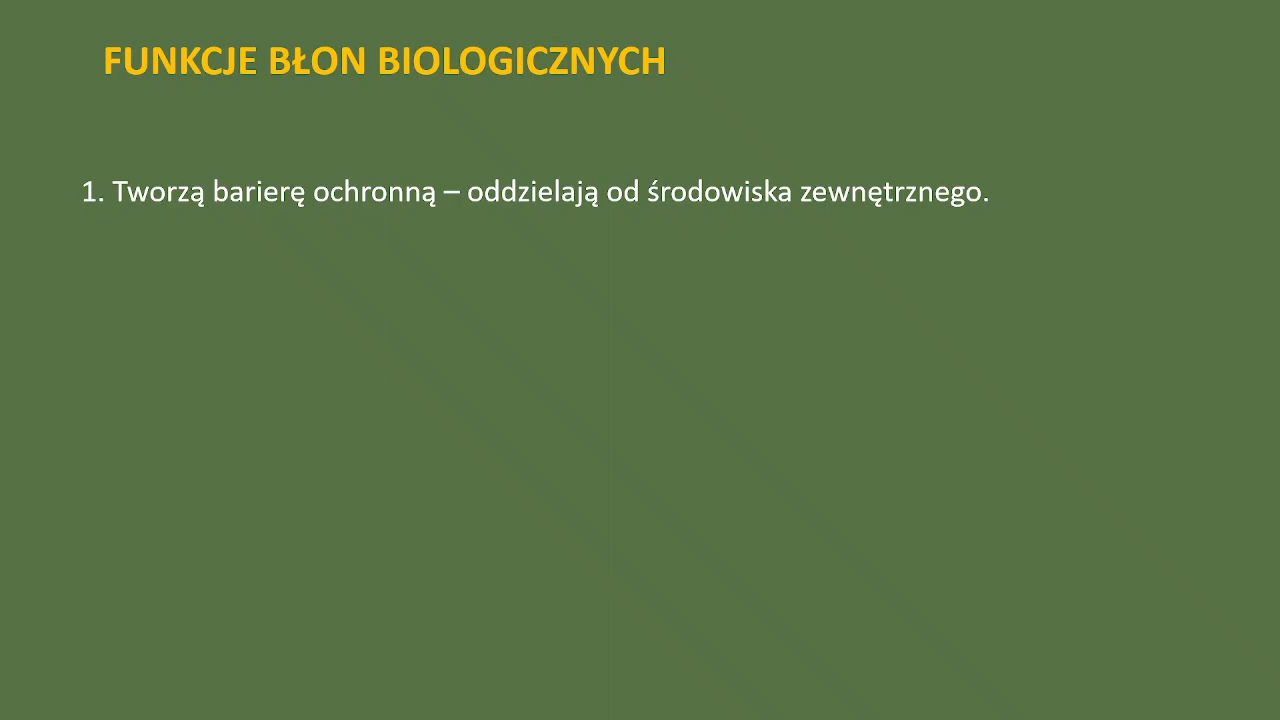 FUNKCJE BŁON BIOLOGICZNYCH
1. Tworzą barierę ochronną – oddzielają od środowiska zewnętrznego.